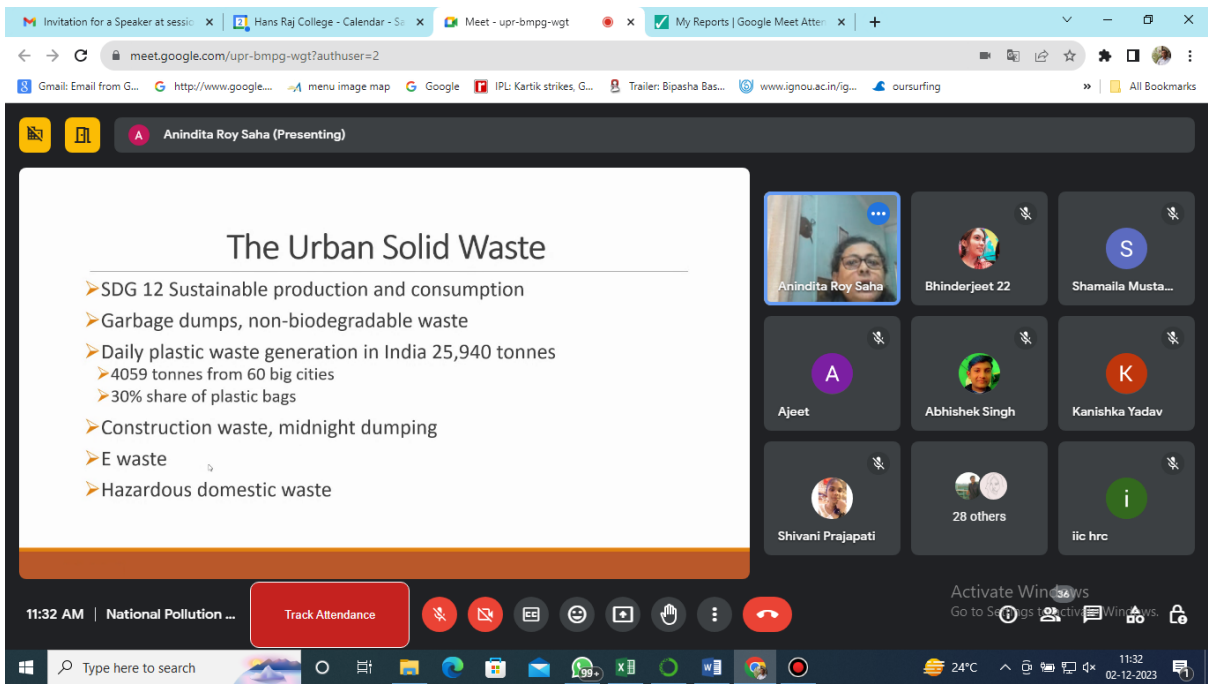 Invitation for a Speaker at sessio
Hans Raj College - Calendar - Sa
Meet - upr-bmpg-wgt
My Reports | Google Meet Atten
meet.google.com/upr-bmpg-wgt?authuser=2
Gmail: Email from G...
http://www.google....
menu image map
Google
IPL: Kartik strikes, G...
Trailer: Bipasha Bas...
www.ignou.ac.in/ig...
oursurfing
»
All Bookmarks
A
Anindita Roy Saha (Presenting)
The Urban Solid Waste
➢SDG 12 Sustainable production and consumption
➢Garbage dumps, non-biodegradable waste
➢Daily plastic waste generation in India 25,940 tonnes
➢4059 tonnes from 60 big cities
➢30% share of plastic bags
➢Construction waste, midnight dumping
➢E waste
➢Hazardous domestic waste
Anindita Roy Saha
Bhinderjeet 22
S
Shamaila Musta...
A
Ajeet
Abhishek Singh
K
Kanishka Yadav
Shivani Prajapati
28 others
i
iic hrc
11:32 AM | National Pollution ...
Track Attendance
Activate Windows
36
Go to Settings to activate Windows.
Type here to search
99+
24°C
11:32
02-12-2023
1